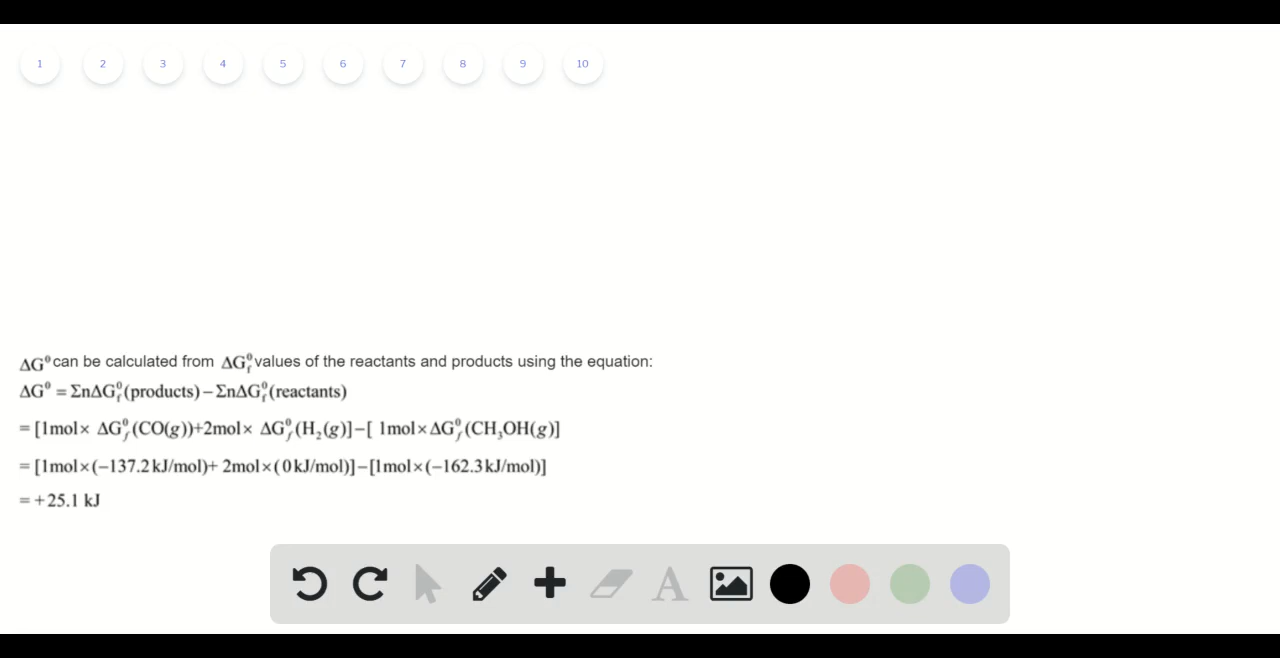 1 2 3 4 5 6 7 8 9 10
ΔG⁰ can be calculated from ΔG⁰f values of the reactants and products using the equation:
ΔG⁰ = ΣnΔG⁰f(products) − ΣnΔG⁰f(reactants)
= [1mol × ΔG⁰f(CO(g))+2mol × ΔG⁰f(H₂(g)]−[ 1mol × ΔG⁰f(CH₃OH(g)]
= [1mol × (−137.2 kJ/mol)+ 2mol × (0 kJ/mol)] − [1mol × (−162.3 kJ/mol)]
= +25.1 kJ
A